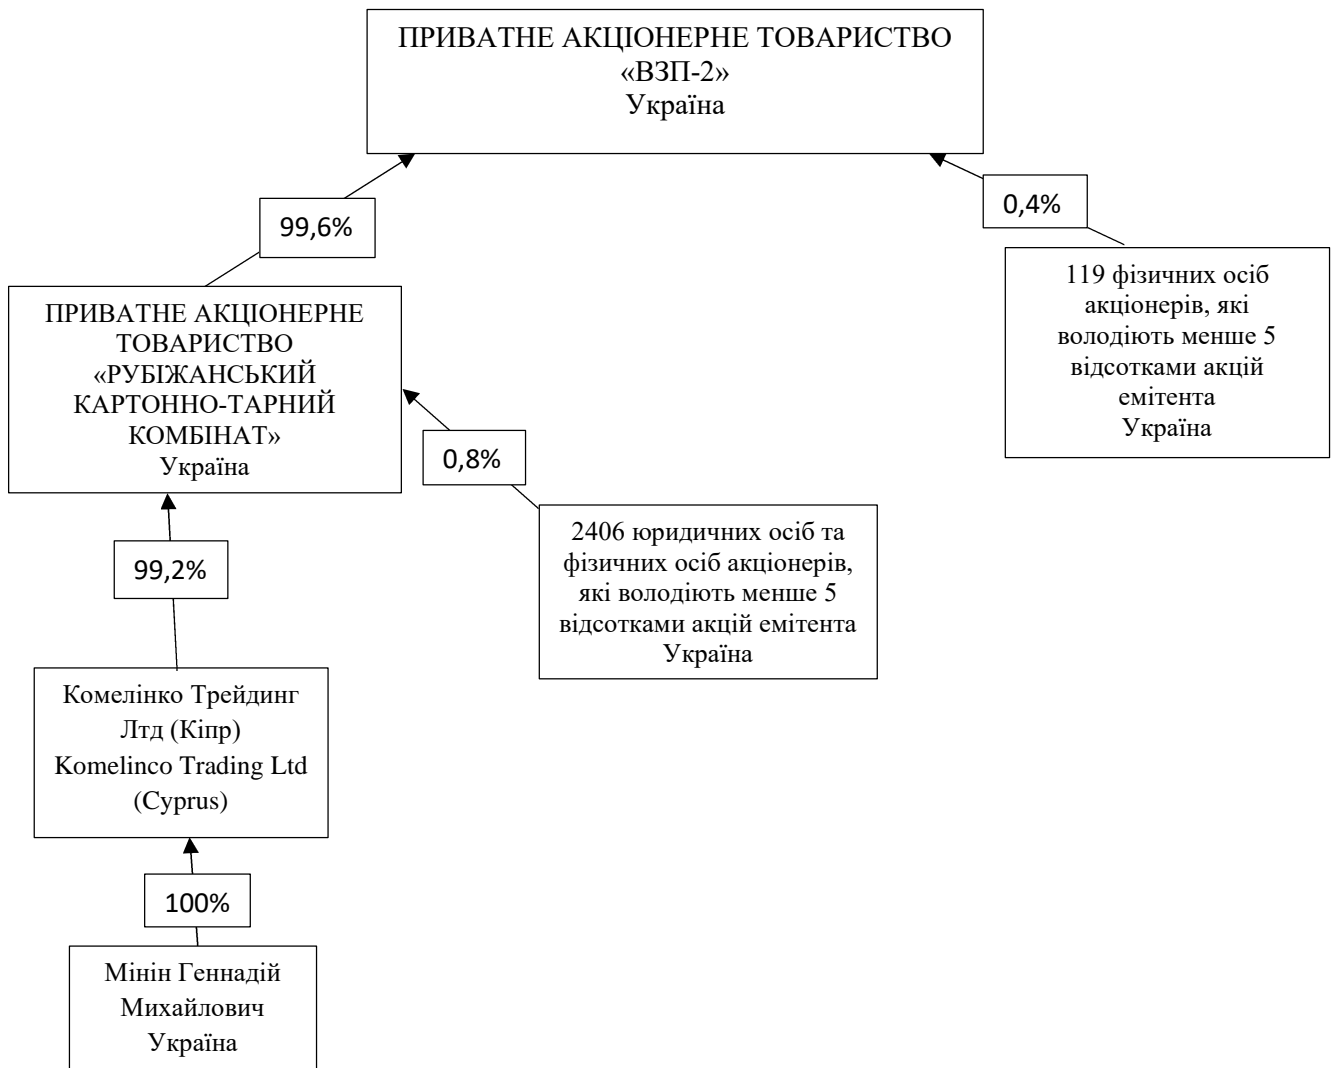 ПРИВАТНЕ АКЦІОНЕРНЕ ТОВАРИСТВО
«ВЗП-2»
Україна
99,6%
0,4%
119 фізичних осіб
акціонерів, які
володіють менше 5
відсотками акцій
емітента
Україна
ПРИВАТНЕ АКЦІОНЕРНЕ
ТОВАРИСТВО
«РУБІЖАНСЬКИЙ
КАРТОННО-ТАРНИЙ
КОМБІНАТ»
Україна
0,8%
2406 юридичних осіб та
фізичних осіб акціонерів,
які володіють менше 5
відсотками акцій емітента
Україна
99,2%
Комелінко Трейдинг
Лтд (Кіпр)
Komelinco Trading Ltd
(Cyprus)
100%
Мінін Геннадій
Михайлович
Україна